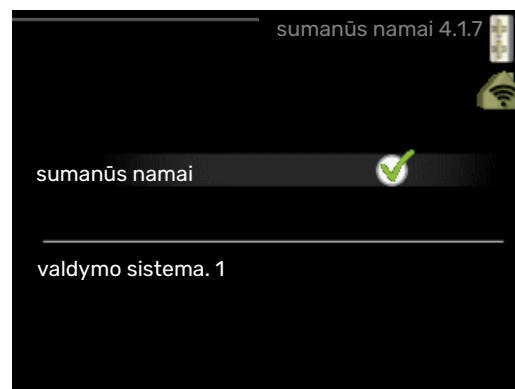 sumanūs namai 4.1.7
sumanūs namai
valdymo sistema. 1